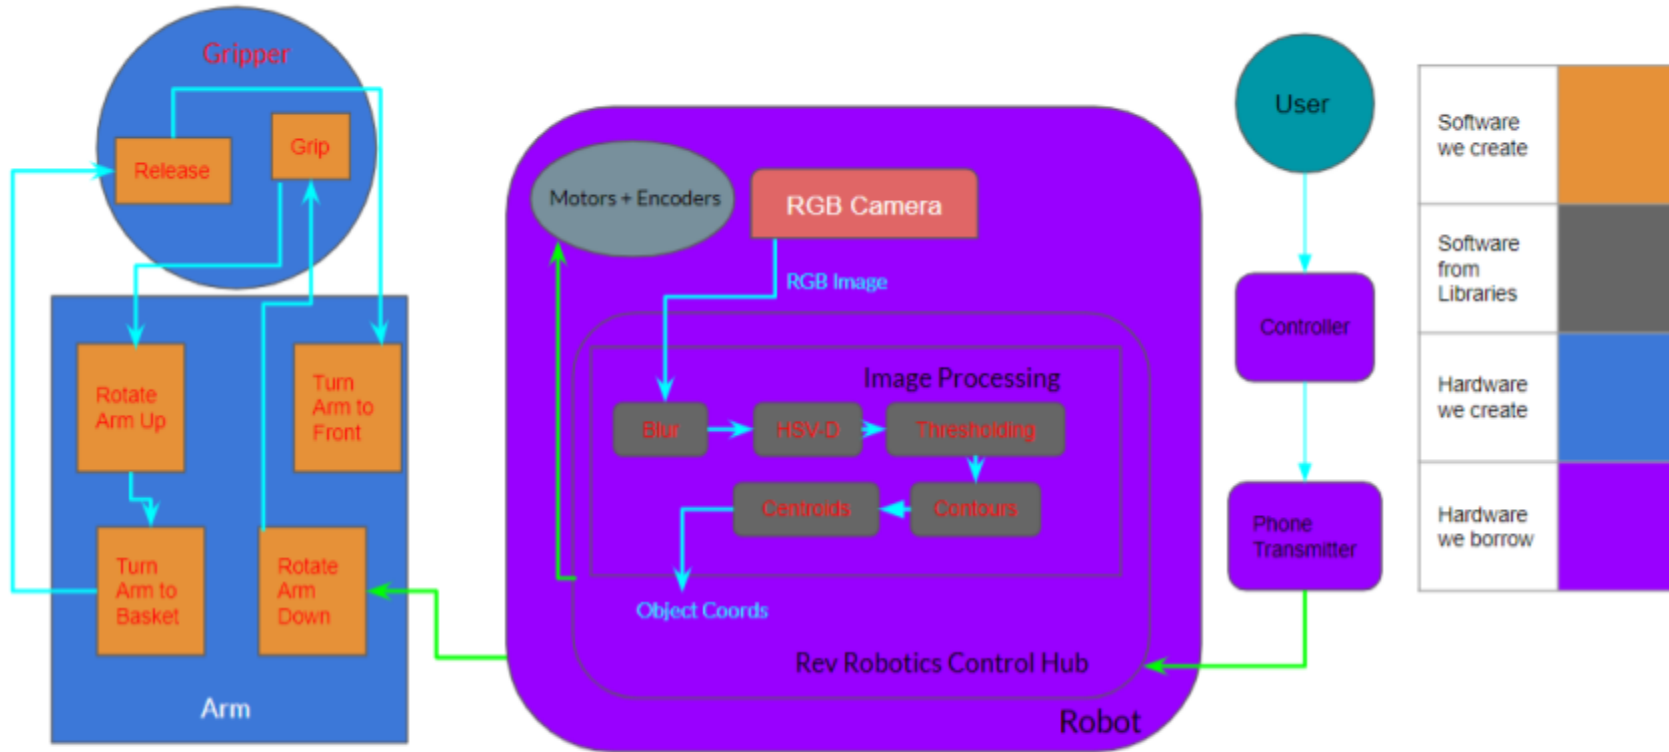 Gripper
Release
Grip
Rotate
Arm Up
Turn
Arm to
Front
Turn
Arm to
Basket
Rotate
Arm
Down
Arm
Motors + Encoders
RGB Camera
RGB Image
Image Processing
Blur
HSV-D
Thresholding
Centroids
Contours
Object Coords
Rev Robotics Control Hub
Robot
User
Controller
Phone
Transmitter
Software
we create
Software
from
Libraries
Hardware
we create
Hardware
we borrow